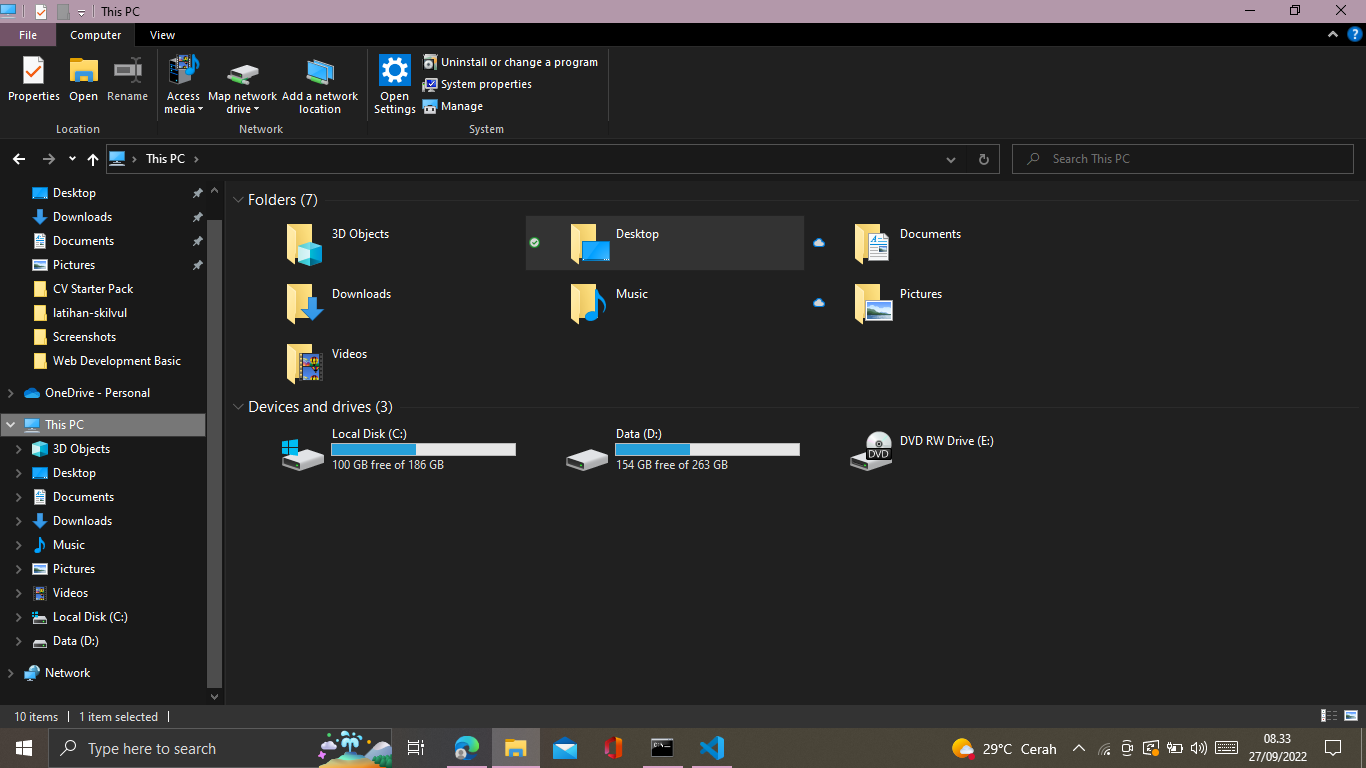 This PC
File
Computer
View
Properties
Open
Rename
Access media
Map network drive
Add a network location
Open Settings
Uninstall or change a program
System properties
Manage
Location
Network
System
This PC
Search This PC
Desktop
Downloads
Documents
Pictures
CV Starter Pack
latihan-skilvul
Screenshots
Web Development Basic
OneDrive - Personal
This PC
3D Objects
Desktop
Documents
Downloads
Music
Pictures
Videos
Local Disk (C:)
Data (D:)
Network
Folders (7)
3D Objects
Desktop
Documents
Downloads
Music
Pictures
Videos
Devices and drives (3)
Local Disk (C:)
100 GB free of 186 GB
Data (D:)
154 GB free of 263 GB
DVD
DVD RW Drive (E:)
10 items
1 item selected
Type here to search
29°C Cerah
08.33
27/09/2022